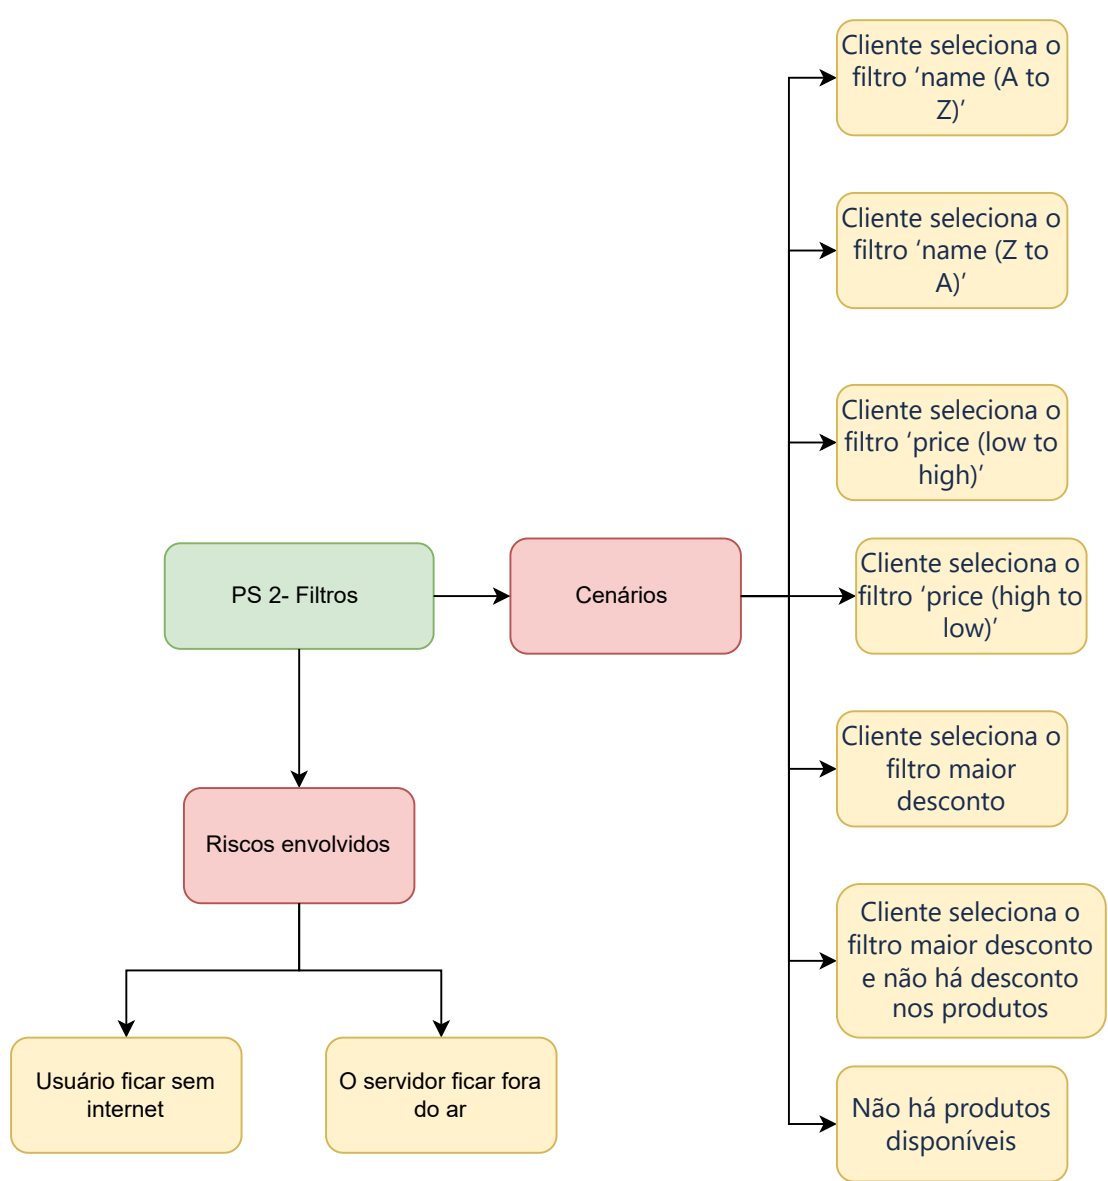 Cliente seleciona o
filtro ‘name (A to
Z)’
Cliente seleciona o
filtro ‘name (Z to
A)’
Cliente seleciona o
filtro ‘price (low to
high)’
PS 2- Filtros
Cenários
Cliente seleciona o
filtro ‘price (high to
low)’
Cliente seleciona o
filtro maior
desconto
Riscos envolvidos
Cliente seleciona o
filtro maior desconto
e não há desconto
nos produtos
Usuário ficar sem
internet
O servidor ficar fora
do ar
Não há produtos
disponíveis